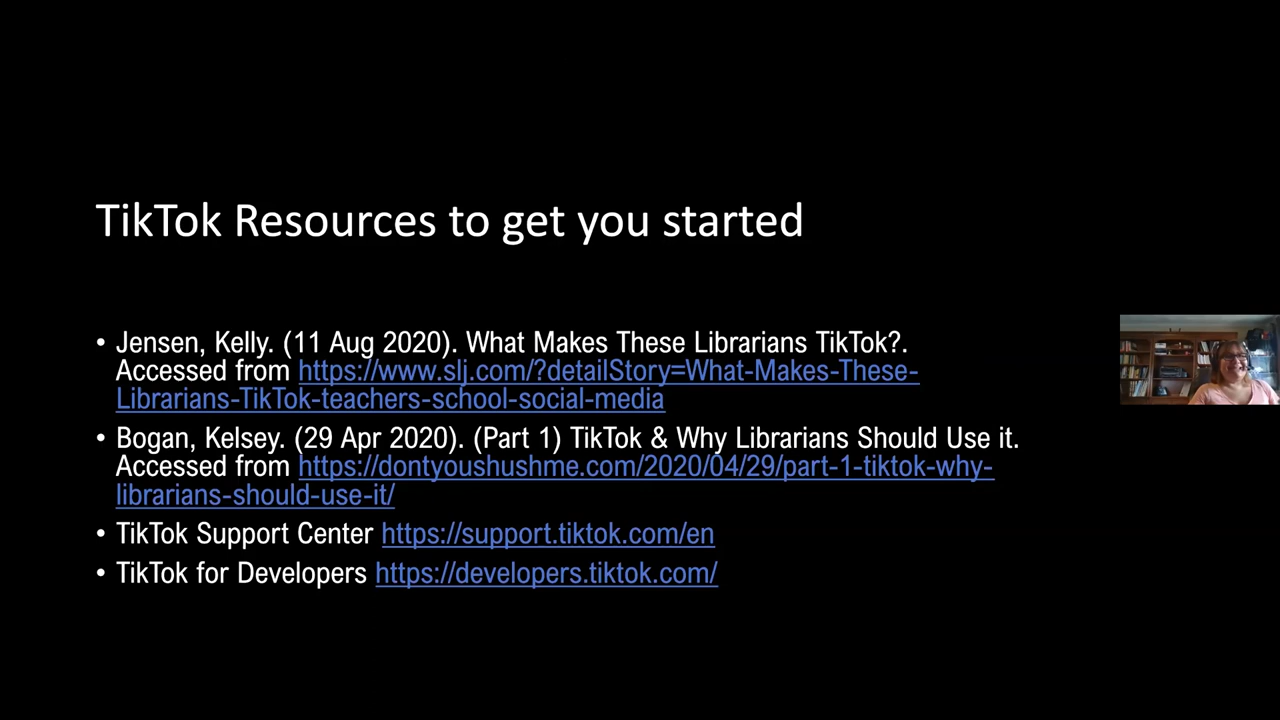 TikTok Resources to get you started
• Jensen, Kelly. (11 Aug 2020). What Makes These Librarians TikTok?.
Accessed from https://www.slj.com/?detailStory=What-Makes-These-
Librarians-TikTok-teachers-school-social-media
• Bogan, Kelsey. (29 Apr 2020). (Part 1) TikTok & Why Librarians Should Use it.
Accessed from https://dontyoushushme.com/2020/04/29/part-1-tiktok-why-
librarians-should-use-it/
• TikTok Support Center https://support.tiktok.com/en
• TikTok for Developers https://developers.tiktok.com/